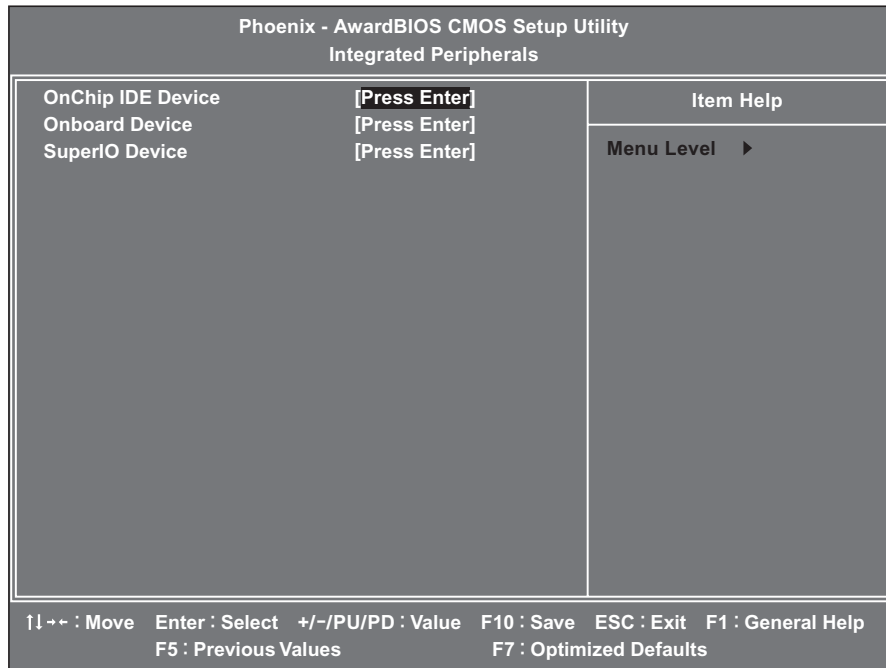 Phoenix - AwardBIOS CMOS Setup Utility
Integrated Peripherals
OnChip IDE Device [Press Enter]
Onboard Device [Press Enter]
SuperIO Device [Press Enter]
Item Help
Menu Level ▶
↑↓→← : Move Enter : Select +/-/PU/PD : Value F10 : Save ESC : Exit F1 : General Help
F5 : Previous Values F7 : Optimized Defaults